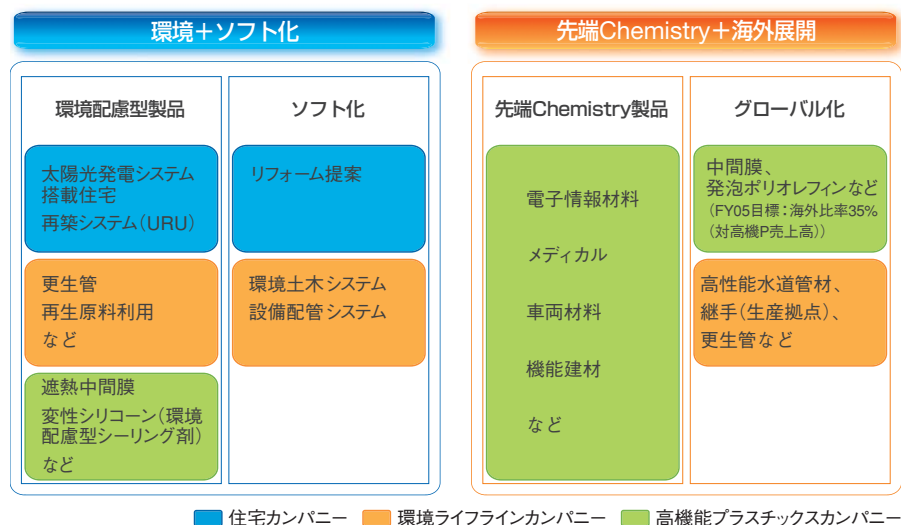 環境＋ソフト化
環境配慮型製品
太陽光発電システム
搭載住宅
再築システム（URU）
更生管
再生原料利用
など
遮熱中間膜
変性シリコーン（環境
配慮型シーリング剤）
など
ソフト化
リフォーム提案
環境土木システム
設備配管システム
先端Chemistry＋海外展開
先端Chemistry製品
電子情報材料
メディカル
車両材料
機能建材
など
グローバル化
中間膜、
発泡ポリオレフィンなど
（FY05目標：海外比率35%
（対高機P売上高））
高性能水道管材、
継手（生産拠点）、
更生管など
住宅カンパニー 環境ライフラインカンパニー 高機能プラスチックスカンパニー